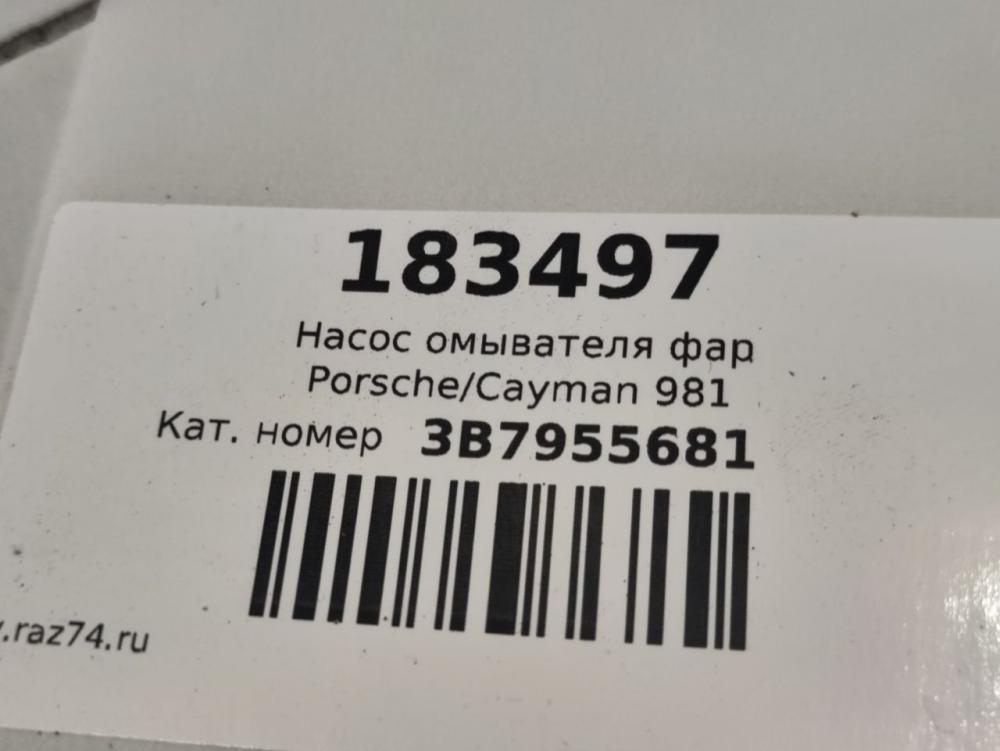 183497
Насос омывателя фар
Porsche/Cayman 981
Кат. номер 3B7955681
.raz74.ru